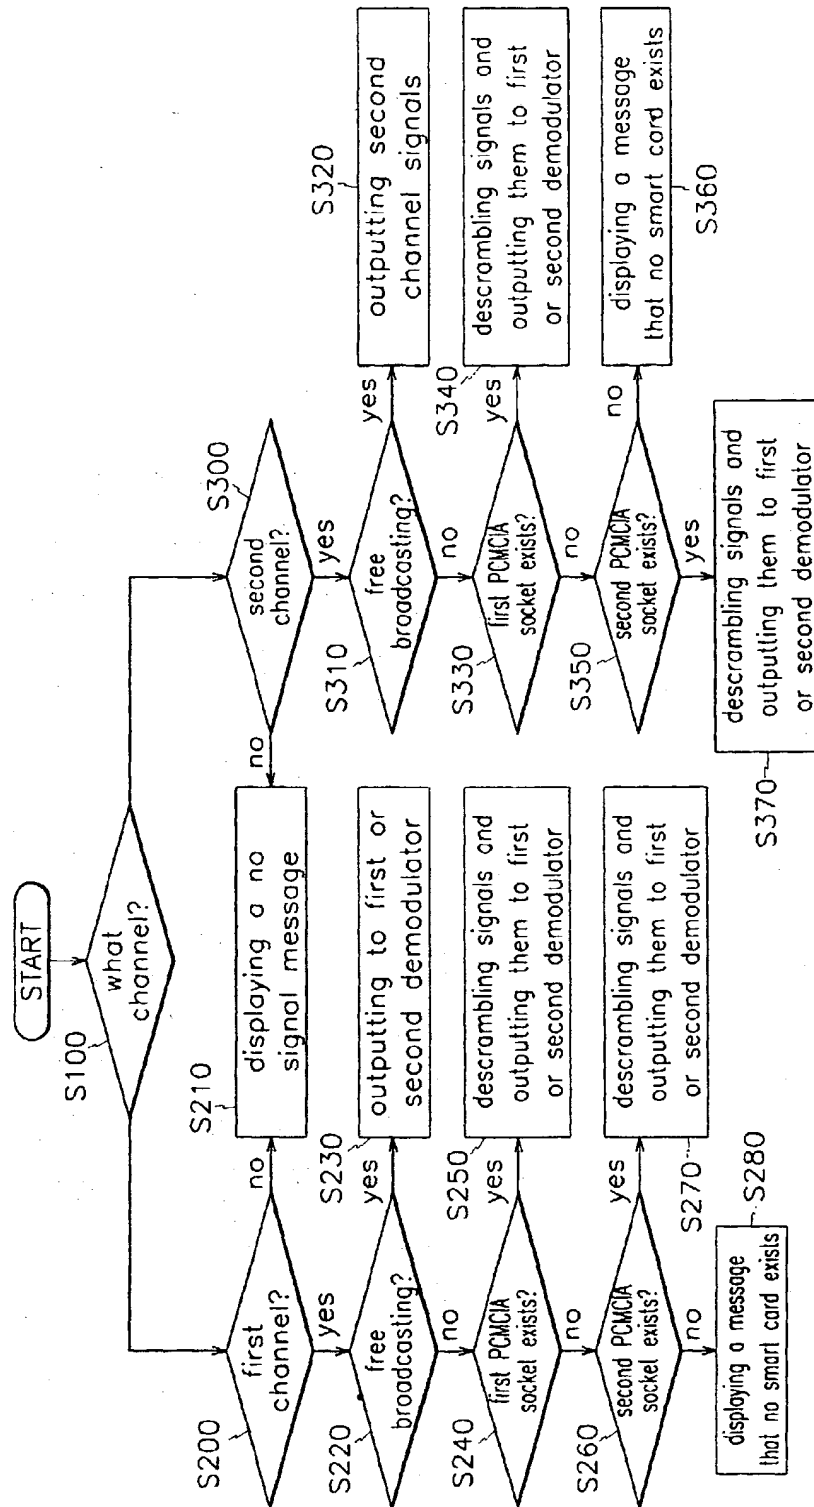 START
S100
what
channel?
S200
first
channel?
no
yes
S210
displaying a no
signal message
no
second
channel?
S300
yes
S220
free
broadcasting?
yes
no
S230
outputting to first or
second demodulator
S310
free
broadcasting?
yes
no
S320
outputting second
channel signals
S240
first PCMCIA
socket exists?
yes
no
S250
descrambling signals and
outputting them to first
or second demodulator
S330
first PCMCIA
socket exists?
yes
no
S340
descrambling signals and
outputting them to first
or second demodulator
S260
second PCMCIA
socket exists?
yes
no
S270
descrambling signals and
outputting them to first
or second demodulator
S350
second PCMCIA
socket exists?
no
yes
S360
displaying a message
that no smart card exists
S280
displaying a message
that no smart card exists
S370
descrambling signals and
outputting them to first
or second demodulator